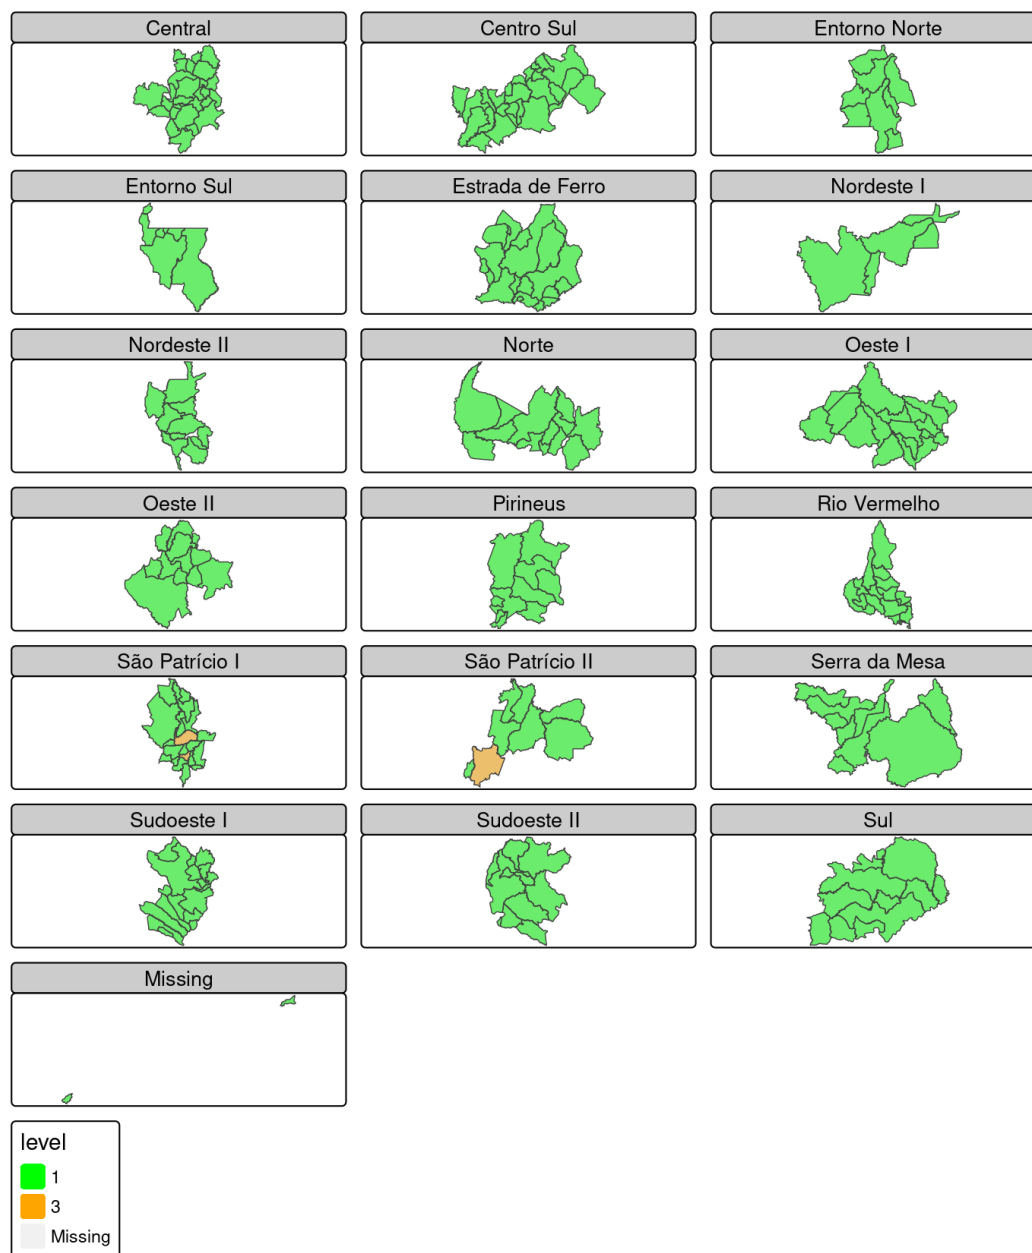 Central
Centro Sul
Entorno Norte
Entorno Sul
Estrada de Ferro
Nordeste I
Nordeste II
Norte
Oeste I
Oeste II
Pirineus
Rio Vermelho
São Patrício I
São Patrício II
Serra da Mesa
Sudoeste I
Sudoeste II
Sul
Missing
level
1
3
Missing